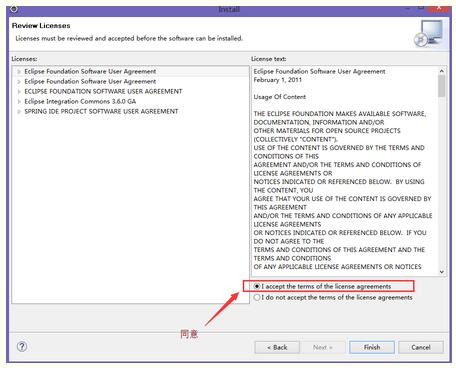 Install
Review Licenses
Licenses must be reviewed and accepted before the software can be installed.
Licenses:
Eclipse Foundation Software User Agreement
Eclipse Foundation Software User Agreement
ECLIPSE FOUNDATION SOFTWARE USER AGREEMENT
Eclipse Integration Commons 3.6.0 GA
SPRING IDE PROJECT SOFTWARE USER AGREEMENT
License text:
Eclipse Foundation Software User Agreement
February 1, 2011
Usage Of Content
THE ECLIPSE FOUNDATION MAKES AVAILABLE SOFTWARE,
DOCUMENTATION, INFORMATION AND/OR
OTHER MATERIALS FOR OPEN SOURCE PROJECTS
(COLLECTIVELY "CONTENT").
USE OF THE CONTENT IS GOVERNED BY THE TERMS AND
CONDITIONS OF THIS
AGREEMENT AND/OR THE TERMS AND CONDITIONS OF
LICENSE AGREEMENTS OR
NOTICES INDICATED OR REFERENCED BELOW.  BY USING
THE CONTENT, YOU
AGREE THAT YOUR USE OF THE CONTENT IS GOVERNED BY
THIS AGREEMENT
AND/OR THE TERMS AND CONDITIONS OF ANY APPLICABLE
LICENSE AGREEMENTS
OR NOTICES INDICATED OR REFERENCED BELOW.  IF YOU
DO NOT AGREE TO THE
TERMS AND CONDITIONS OF THIS AGREEMENT AND THE
TERMS AND CONDITIONS
OF ANY APPLICABLE LICENSE AGREEMENTS OR NOTICES
I accept the terms of the license agreements
I do not accept the terms of the license agreements
同意
< Back
Next >
Finish
Cancel